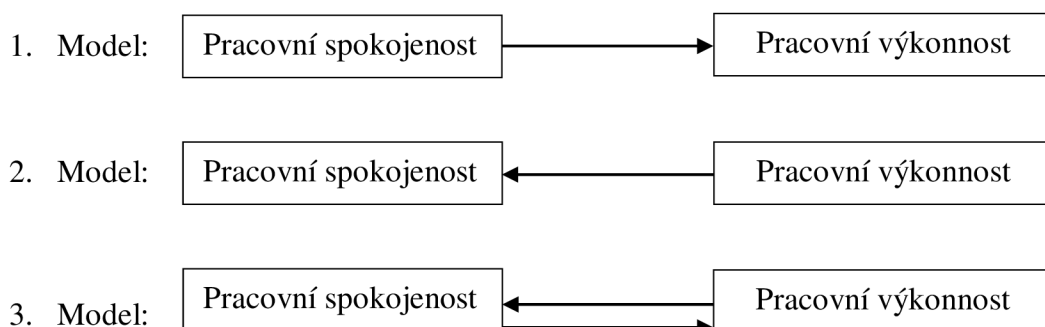 1. Model: Pracovní spokojenost Pracovní výkonnost
2. Model: Pracovní spokojenost Pracovní výkonnost
3. Model: Pracovní spokojenost Pracovní výkonnost